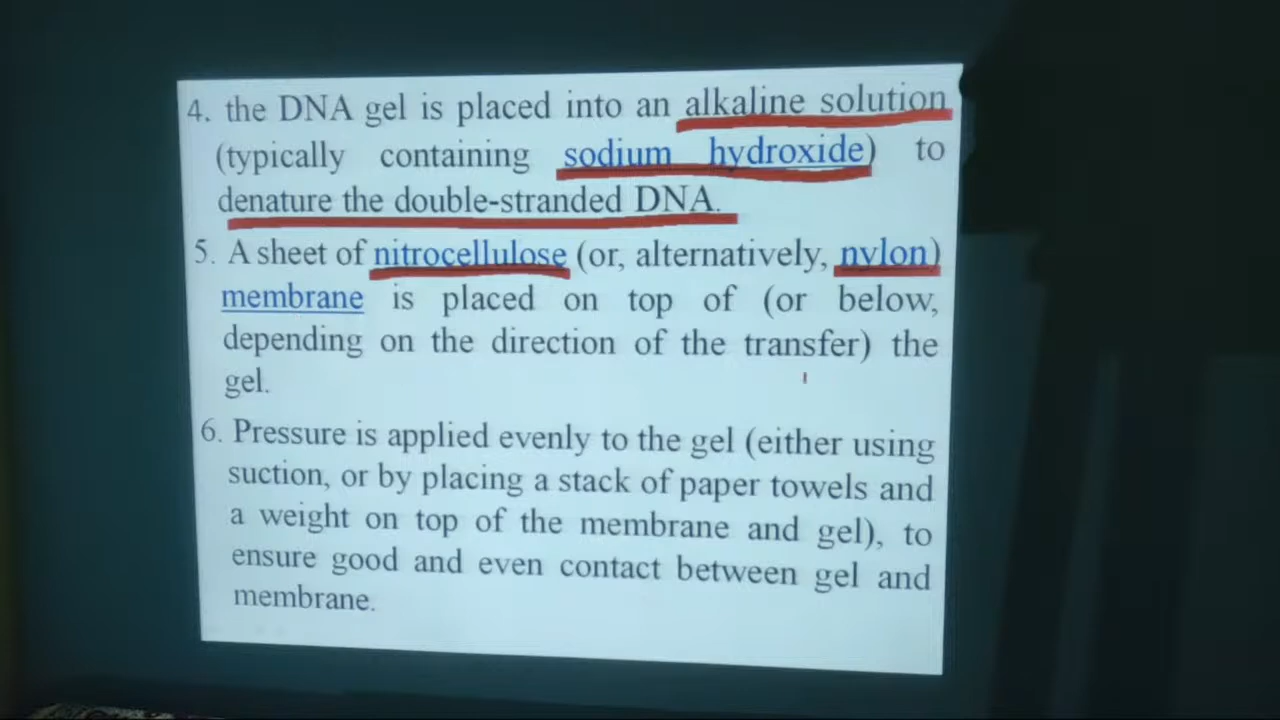 4. the DNA gel is placed into an alkaline solution
(typically containing sodium hydroxide) to
denature the double-stranded DNA.
5. A sheet of nitrocellulose (or, alternatively, nylon)
membrane is placed on top of (or below,
depending on the direction of the transfer) the
gel.
6. Pressure is applied evenly to the gel (either using
suction, or by placing a stack of paper towels and
a weight on top of the membrane and gel), to
ensure good and even contact between gel and
membrane.